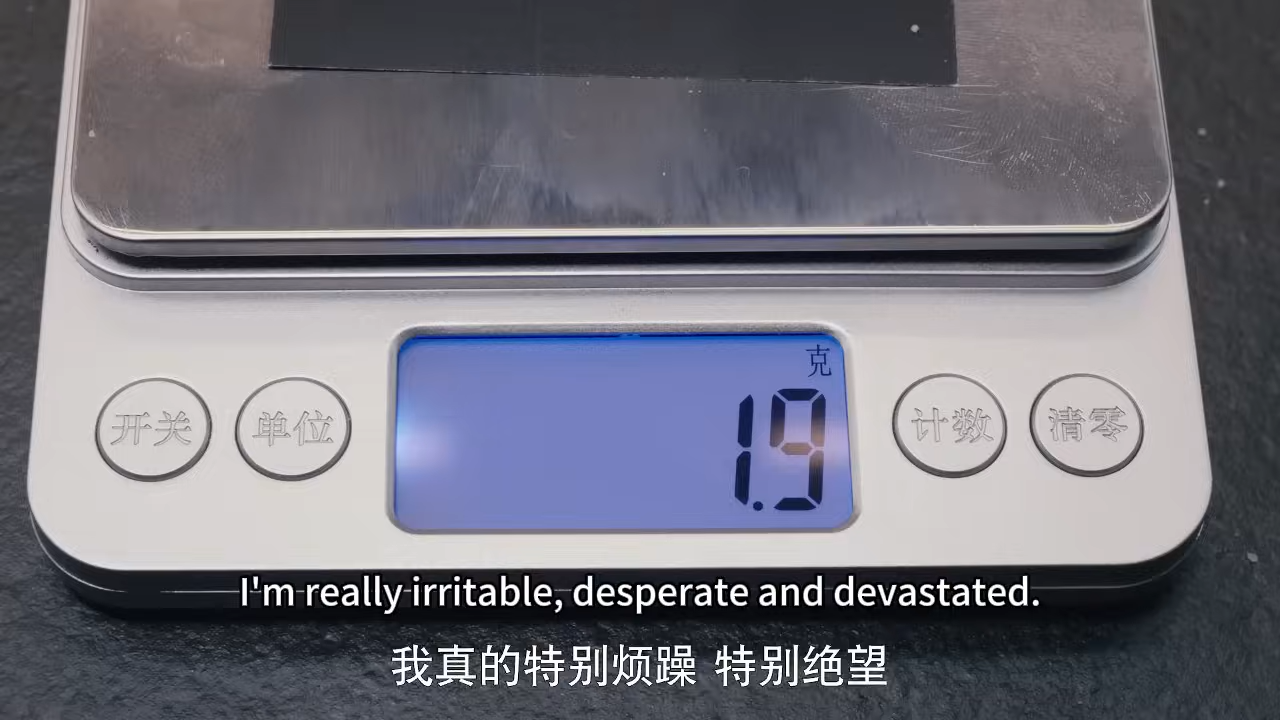 克
1.9
开关
单位
计数
清零
I'm really irritable, desperate and devastated.
我真的特别烦躁 特别绝望